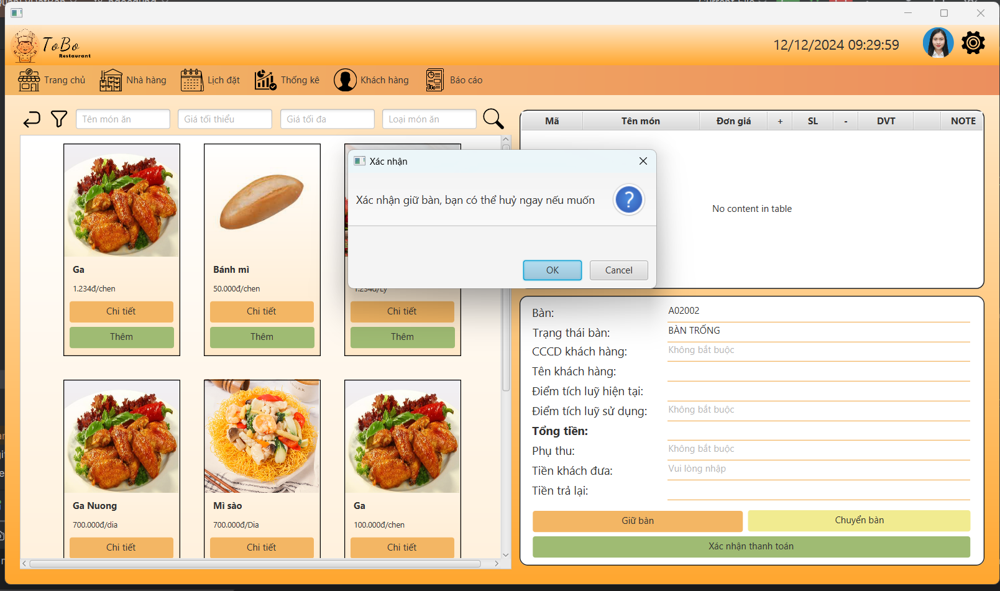 ToBo
Restaurant
12/12/2024 09:29:59
Trang chủ
Nhà hàng
Lịch đặt
Thống kê
Khách hàng
Báo cáo
Tên món ăn
Giá tối thiểu
Giá tối đa
Loại món ăn
Mã
Tên món
Đơn giá
+
SL
-
DVT
NOTE
No content in table
Xác nhận
Xác nhận giữ bàn, bạn có thể huỷ ngay nếu muốn
?
OK
Cancel
Ga
1.234đ/chen
Chi tiết
Thêm
Bánh mì
50.000đ/chen
Chi tiết
Thêm
1.234đ/Ly
Chi tiết
Thêm
Ga Nuong
700.000đ/dia
Chi tiết
Mì sào
700.000đ/Dia
Chi tiết
Ga
100.000đ/chen
Chi tiết
Bàn:
A02002
Trạng thái bàn:
BÀN TRỐNG
CCCD khách hàng:
Không bắt buộc
Tên khách hàng:
Điểm tích luỹ hiện tại:
Điểm tích luỹ sử dụng:
Không bắt buộc
Tổng tiền:
Phụ thu:
Không bắt buộc
Tiền khách đưa:
Vui lòng nhập
Tiền trả lại:
Giữ bàn
Chuyển bàn
Xác nhận thanh toán